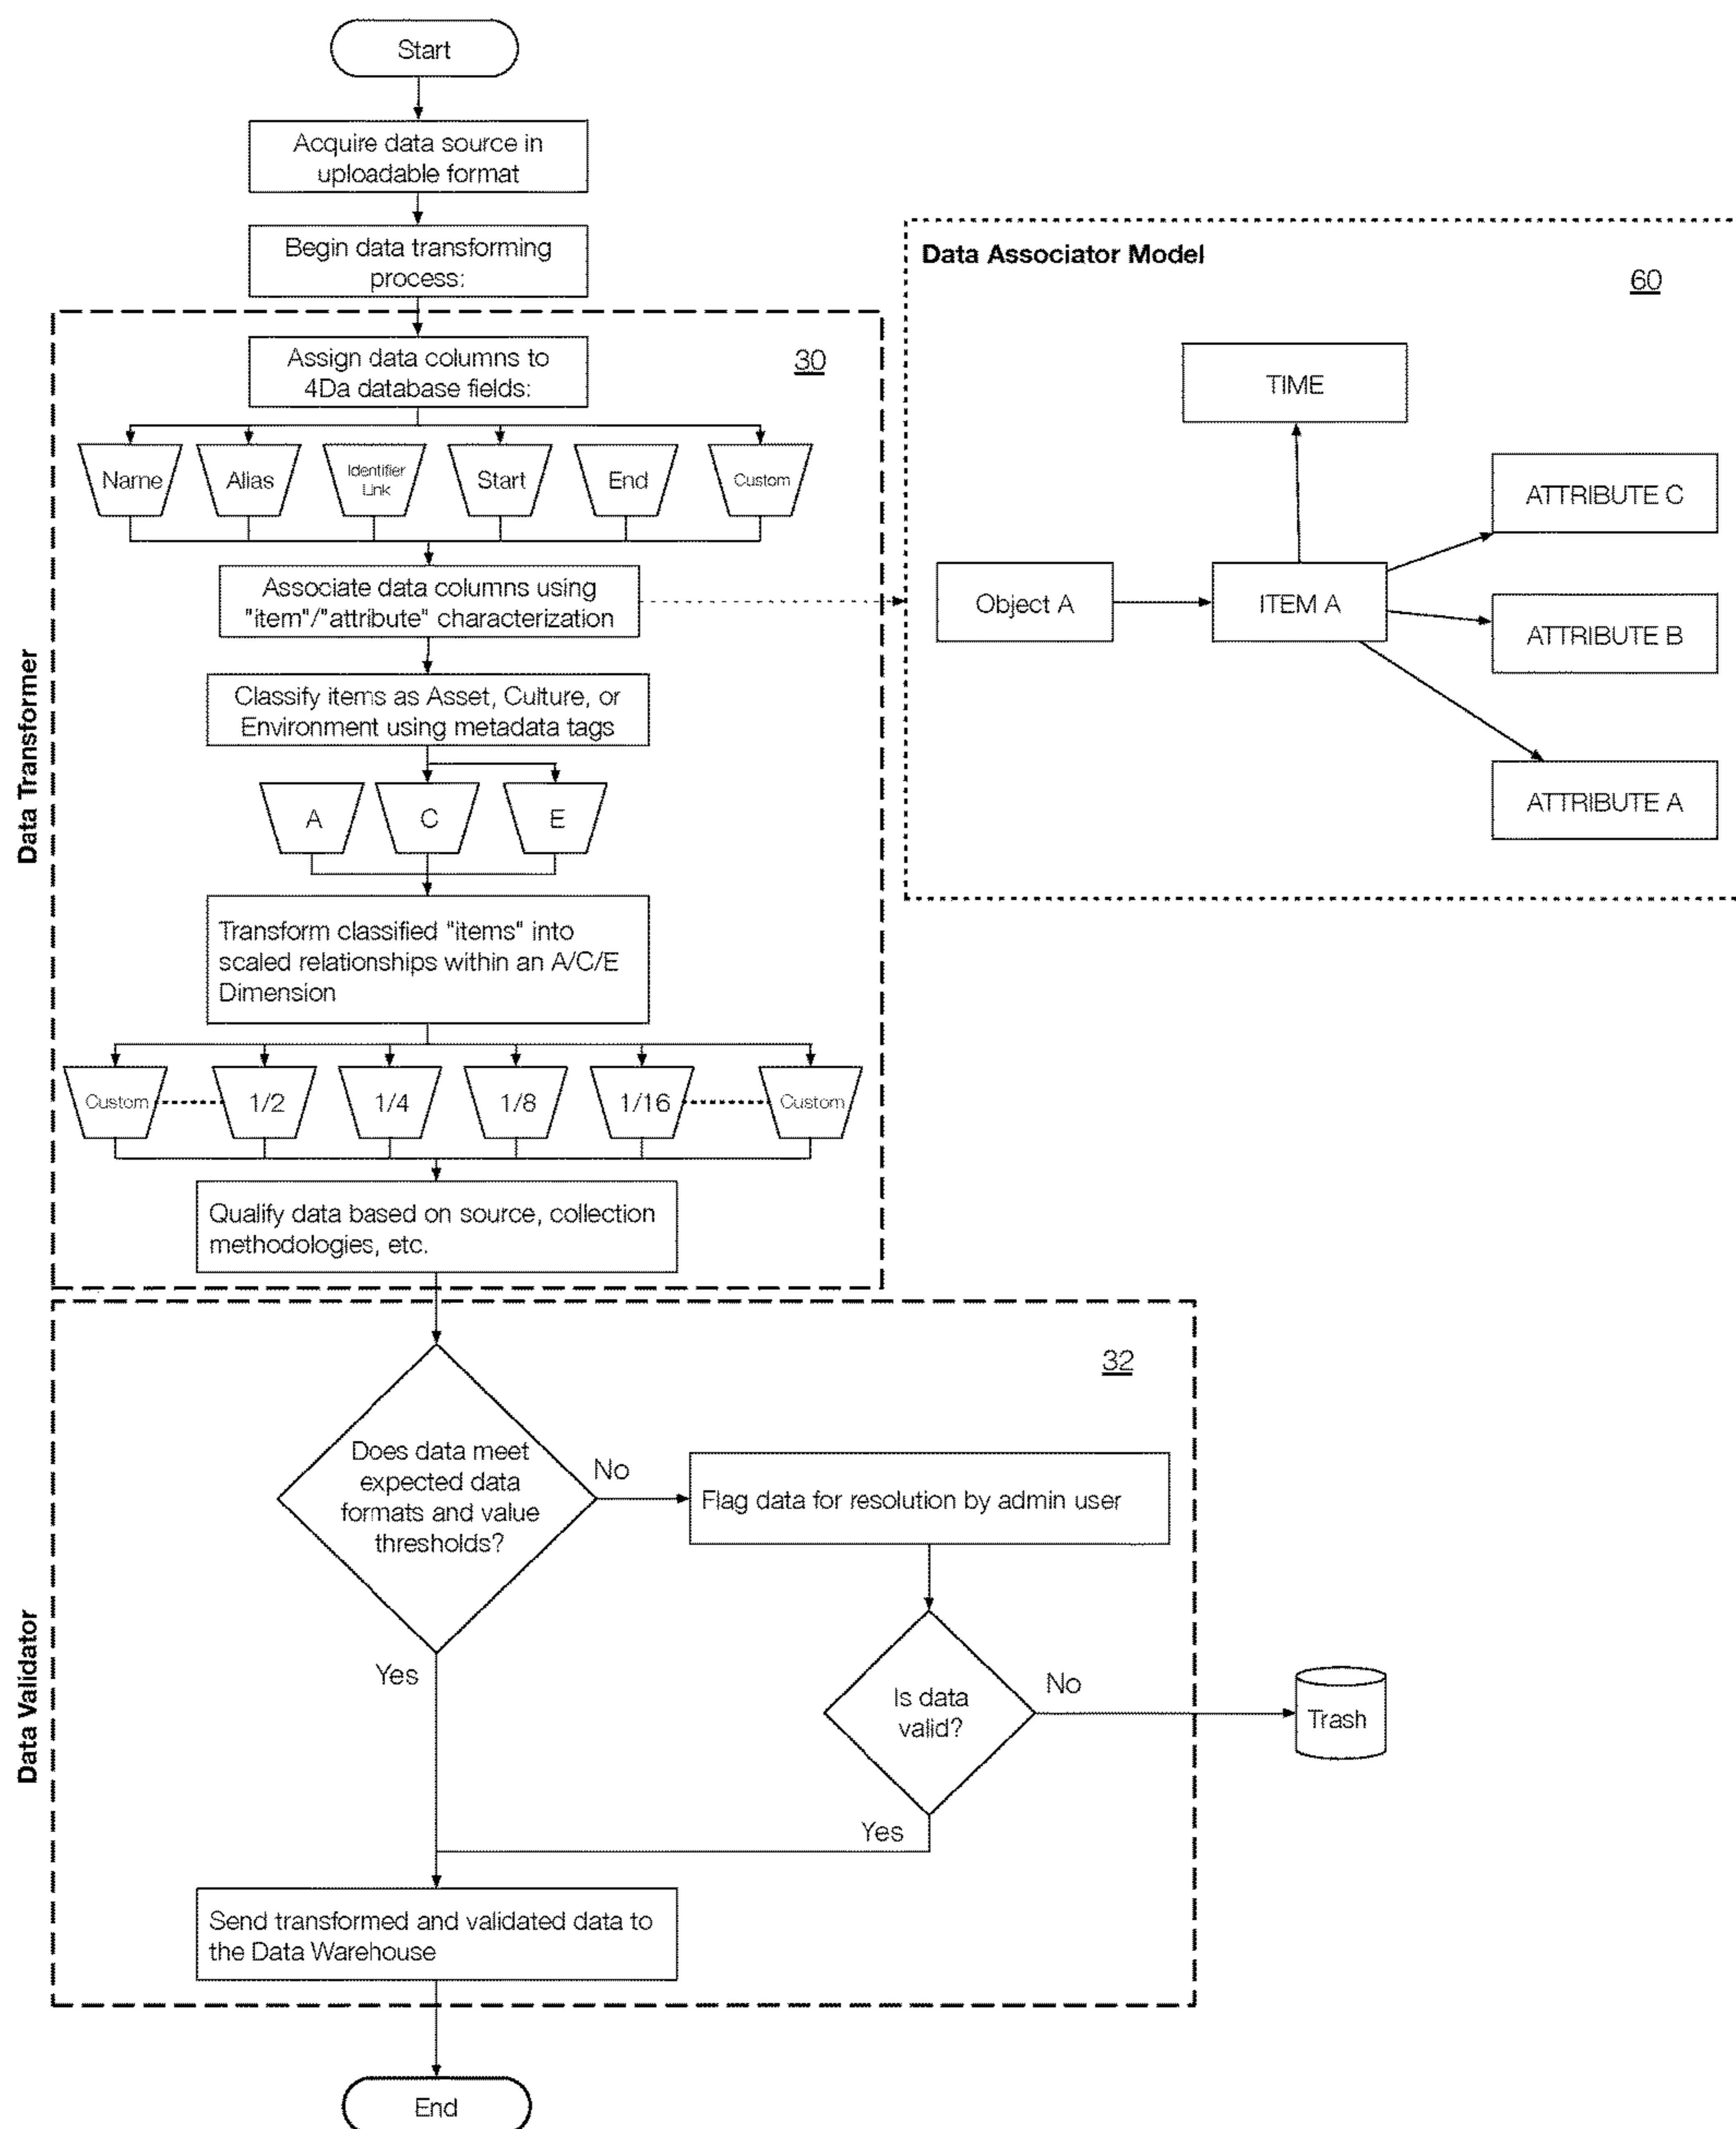 Start
Acquire data source in
uploadable format
Begin data transforming
process:
Data Transformer
30
Assign data columns to
4Da database fields:
Name
Alias
Identifier
Link
Start
End
Custom
Associate data columns using
"item"/"attribute" characterization
Classify items as Asset, Culture, or
Environment using metadata tags
A
C
E
Transform classified "items" into
scaled relationships within an A/C/E
Dimension
Custom
1/2
1/4
1/8
1/16
Custom
Qualify data based on source, collection
methodologies, etc.
Data Associator Model
60
TIME
Object A
ITEM A
ATTRIBUTE C
ATTRIBUTE B
ATTRIBUTE A
Data Validator
32
Does data meet
expected data
formats and value
thresholds?
No
Flag data for resolution by admin user
Yes
Is data
valid?
No
Trash
Yes
Send transformed and validated data to
the Data Warehouse
End